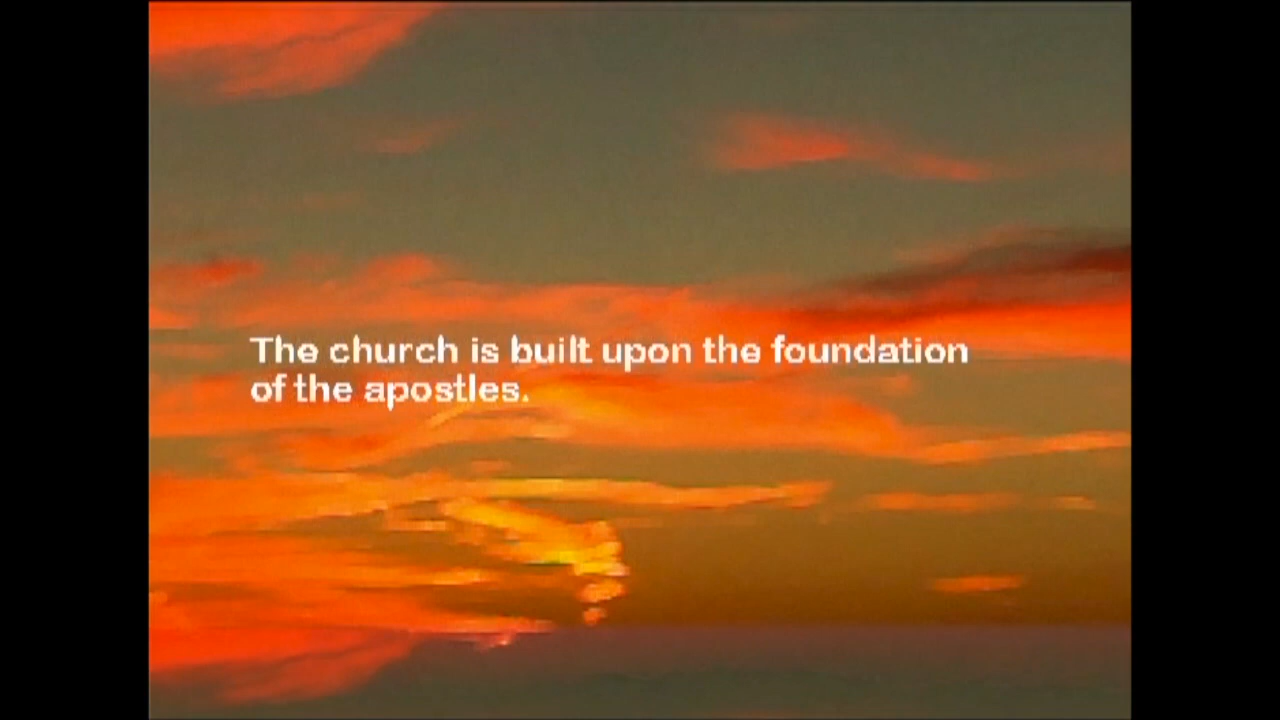 The church is built upon the foundation
of the apostles.